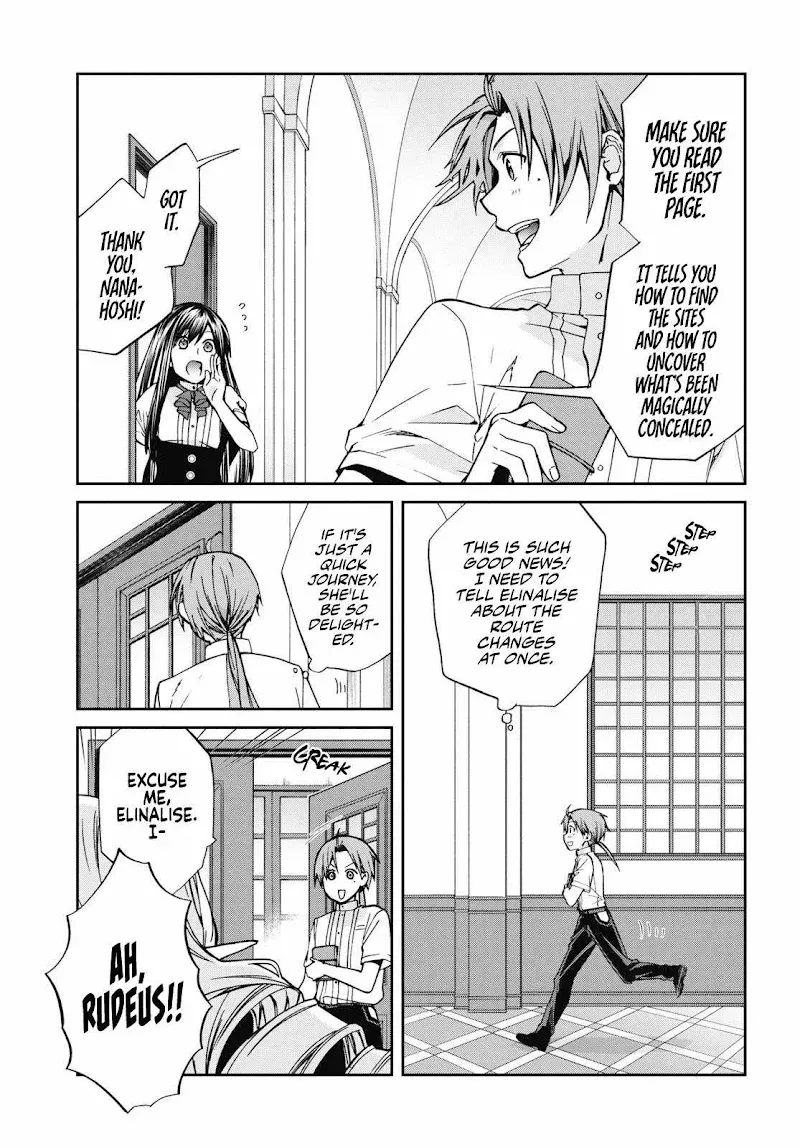 MAKE SURE
YOU READ
THE FIRST
PAGE.
IT TELLS YOU
HOW TO FIND
THE SITES
AND HOW TO
UNCOVER
WHAT'S BEEN
MAGICALLY
CONCEALED.
GOT
IT.
THANK
YOU,
NANA-
HOSHI!
STEP
STEP
STEP
THIS IS SUCH
GOOD NEWS!
I NEED TO
TELL ELINALISE
ABOUT THE
ROUTE
CHANGES
AT ONCE.
IF IT'S
JUST A
QUICK
JOURNEY,
SHE'LL
BE SO
DELIGHT-
ED.
CREAK
EXCUSE
ME,
ELINALISE.
I-
AH,
RUDEUS!!